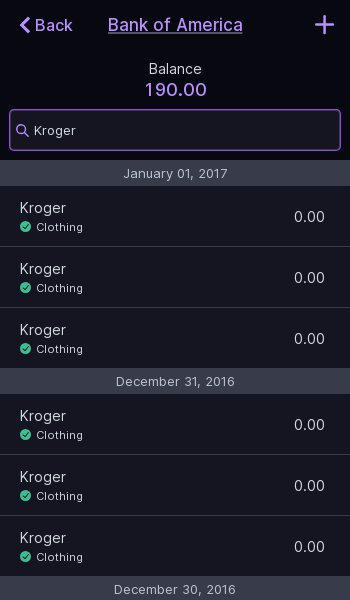 Back
Bank of America
Balance
190.00
Kroger
January 01, 2017
Kroger
0.00
Clothing
Kroger
0.00
Clothing
Kroger
0.00
Clothing
December 31, 2016
Kroger
0.00
Clothing
Kroger
0.00
Clothing
Kroger
0.00
Clothing
December 30, 2016